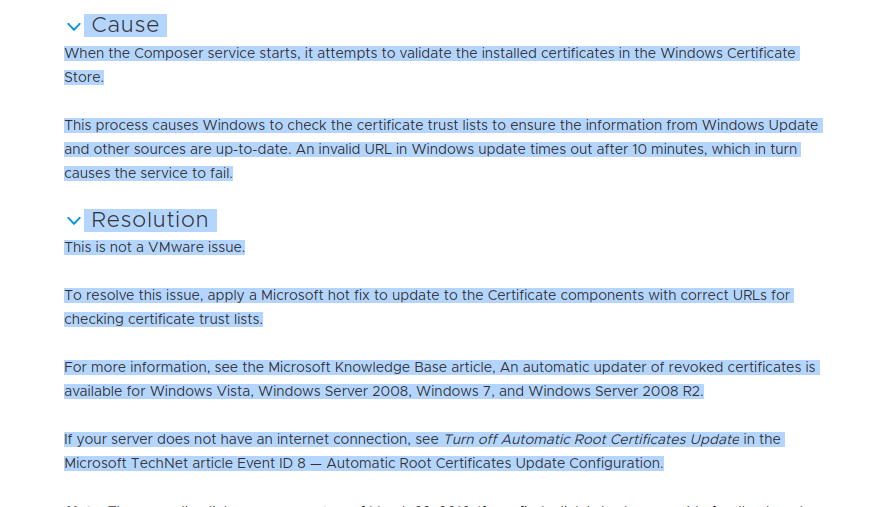 Cause
When the Composer service starts, it attempts to validate the installed certificates in the Windows Certificate
Store.
This process causes Windows to check the certificate trust lists to ensure the information from Windows Update
and other sources are up-to-date. An invalid URL in Windows update times out after 10 minutes, which in turn
causes the service to fail.
Resolution
This is not a VMware issue.
To resolve this issue, apply a Microsoft hot fix to update to the Certificate components with correct URLs for
checking certificate trust lists.
For more information, see the Microsoft Knowledge Base article, An automatic updater of revoked certificates is
available for Windows Vista, Windows Server 2008, Windows 7, and Windows Server 2008 R2.
If your server does not have an internet connection, see Turn off Automatic Root Certificates Update in the
Microsoft TechNet article Event ID 8 — Automatic Root Certificates Update Configuration.